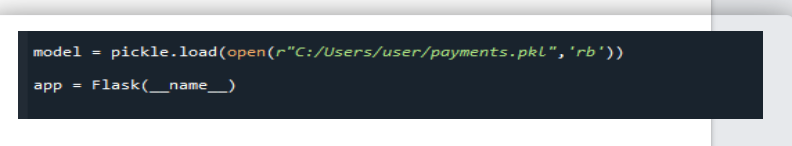 model = pickle.load(open(r"C:/Users/user/payments.pkl",'rb'))
app = Flask(__name__)